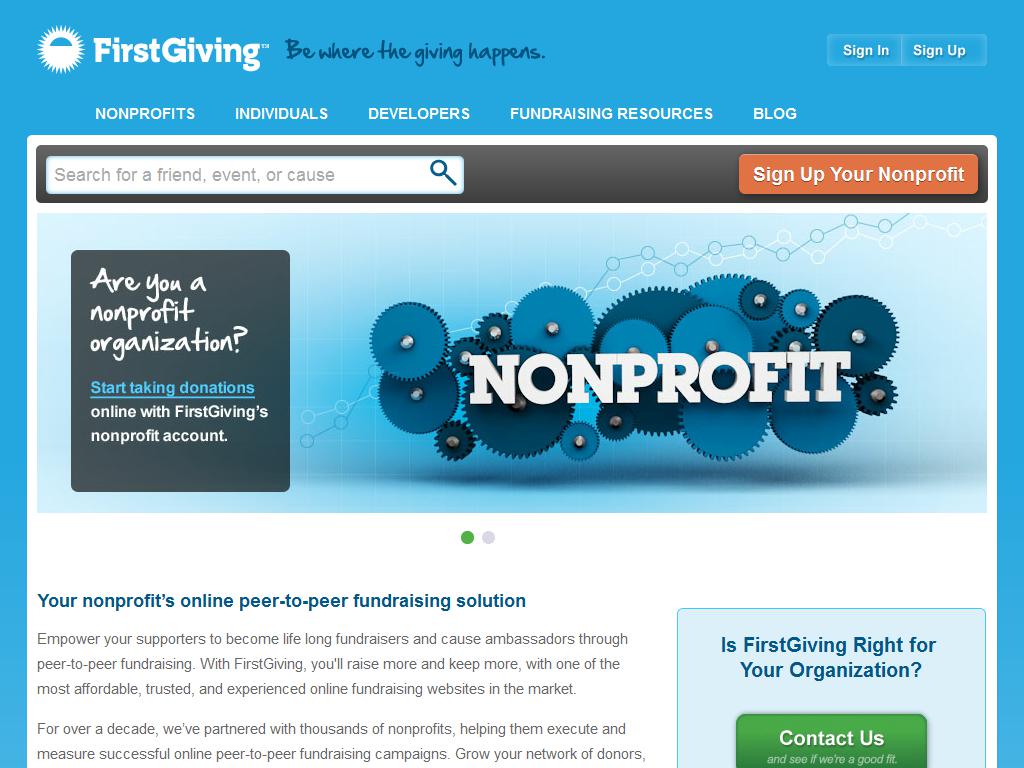 FirstGiving™ Be where the giving happens.
Sign In Sign Up
NONPROFITS INDIVIDUALS DEVELOPERS FUNDRAISING RESOURCES BLOG
Search for a friend, event, or cause
Sign Up Your Nonprofit
Are you a
nonprofit
organization?
Start taking donations
online with FirstGiving’s
nonprofit account.
NONPROFIT
Your nonprofit’s online peer-to-peer fundraising solution
Empower your supporters to become life long fundraisers and cause ambassadors through
peer-to-peer fundraising. With FirstGiving, you'll raise more and keep more, with one of the
most affordable, trusted, and experienced online fundraising websites in the market.
For over a decade, we’ve partnered with thousands of nonprofits, helping them execute and
measure successful online peer-to-peer fundraising campaigns. Grow your network of donors,
Is FirstGiving Right for
Your Organization?
Contact Us
and see if we're a good fit.